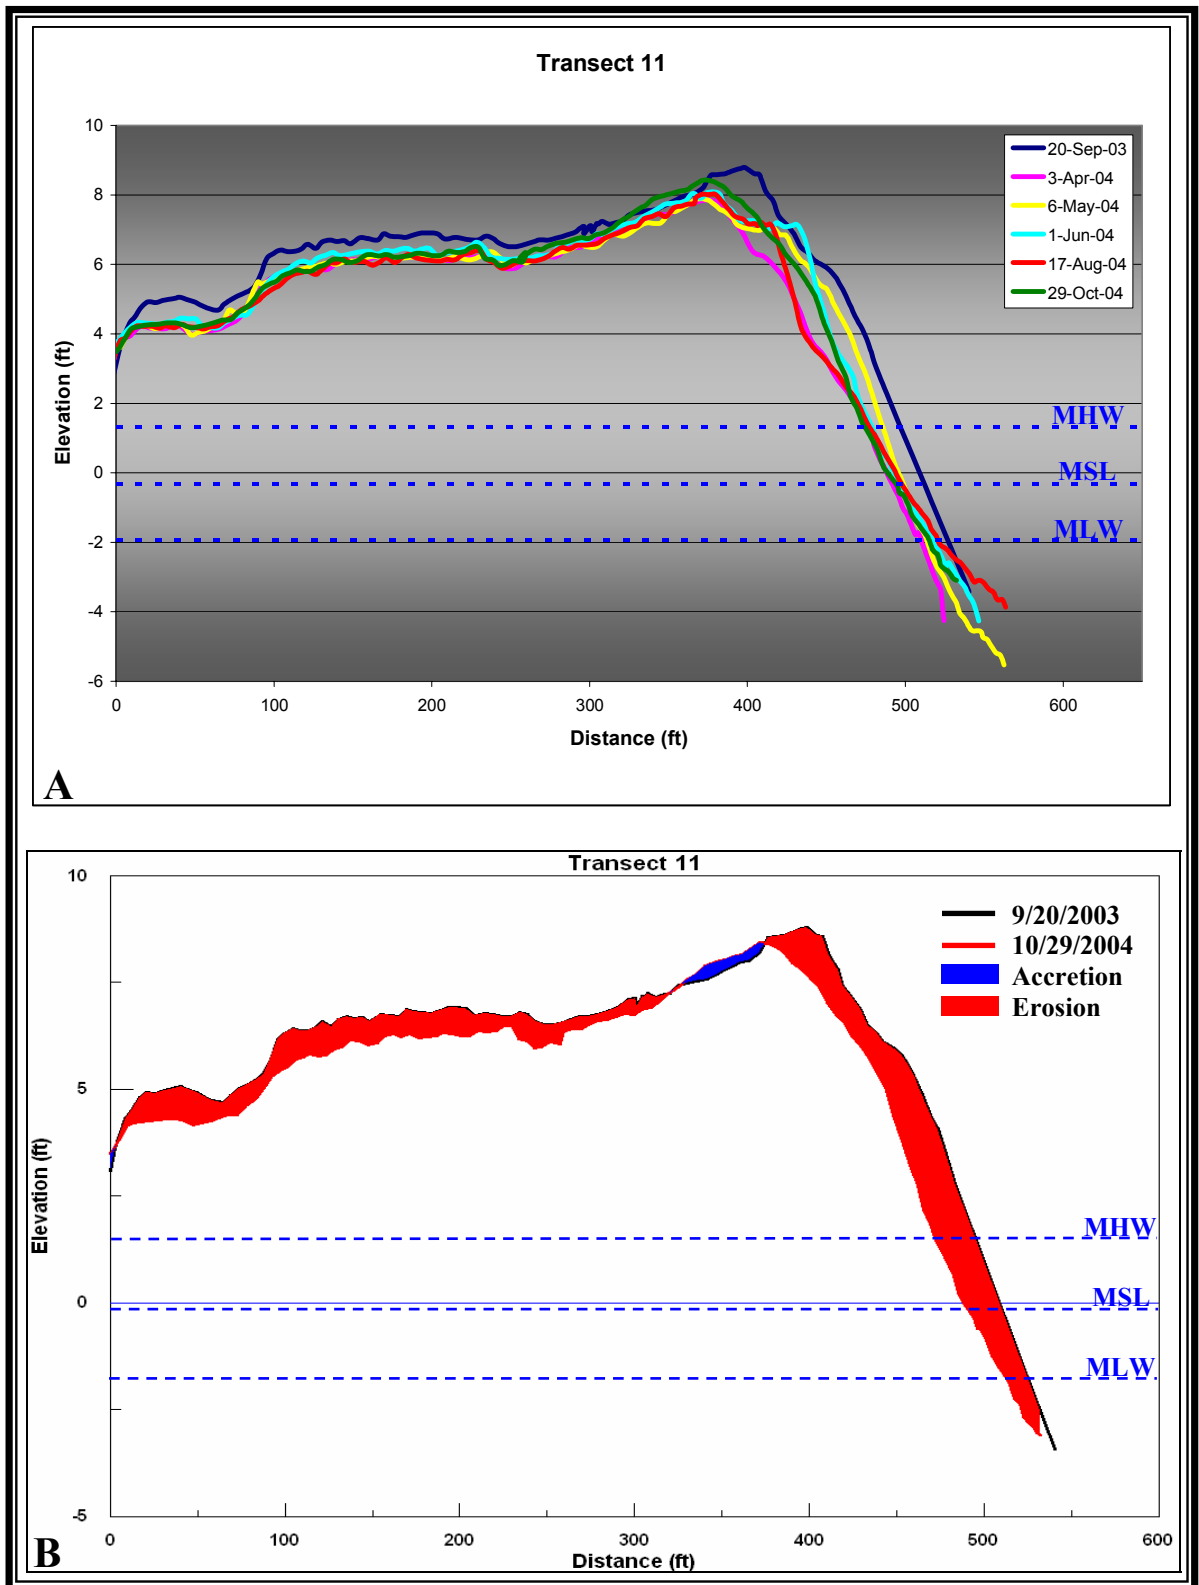 Transect 11
10
8
6
4
2
0
-2
-4
-6
Elevation (ft)
20-Sep-03
3-Apr-04
6-May-04
1-Jun-04
17-Aug-04
29-Oct-04
MHW
MSL
MLW
0 100 200 300 400 500 600
Distance (ft)
A
Transect 11
10
5
0
-5
Elevation (ft)
9/20/2003
10/29/2004
Accretion
Erosion
MHW
MSL
MLW
0 100 200 300 400 500 600
Distance (ft)
B